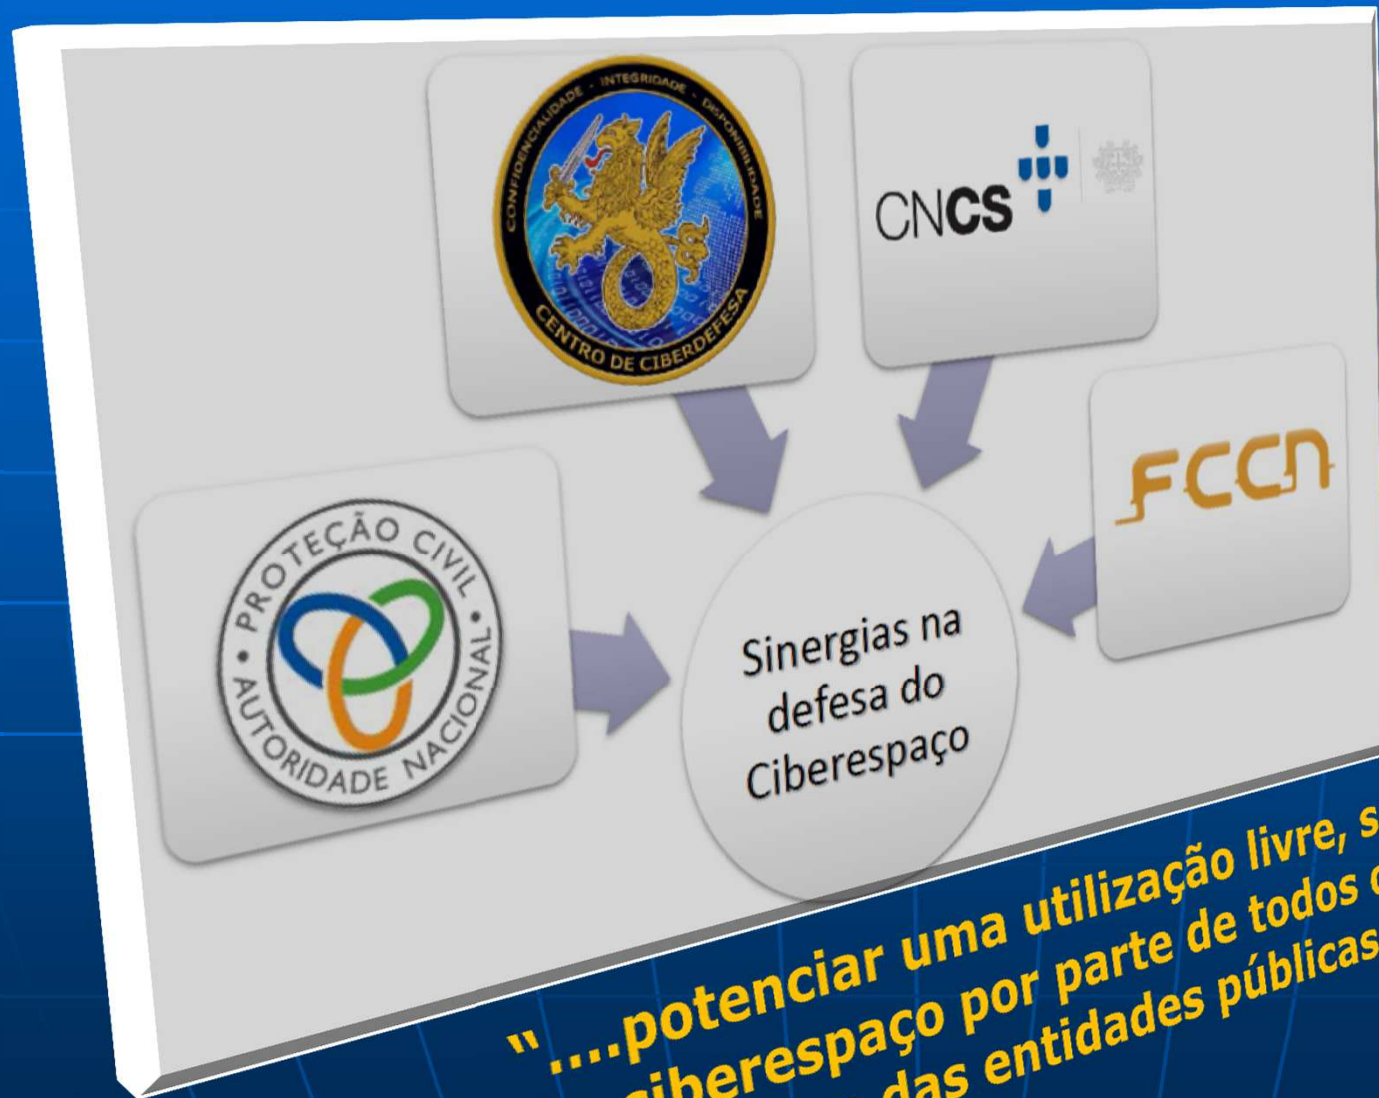 CONFIDENCIALIDADE · INTEGRIDADE · DISPONIBILIDADE
CENTRO DE CIBERDEFESA
CNCS
FCCN
PROTEÇÃO CIVIL
AUTORIDADE NACIONAL
Sinergias na
defesa do
Ciberespaço
“....potenciar uma utilização livre,
ciberespaço por parte de todos
das entidades públicas